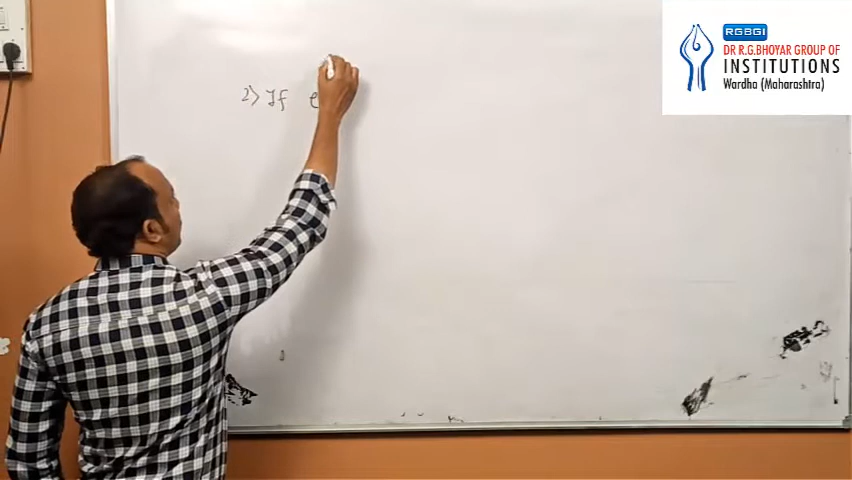 RGBGI
DR R.G.BHOYAR GROUP OF
INSTITUTIONS
Wardha (Maharashtra)
2) If e